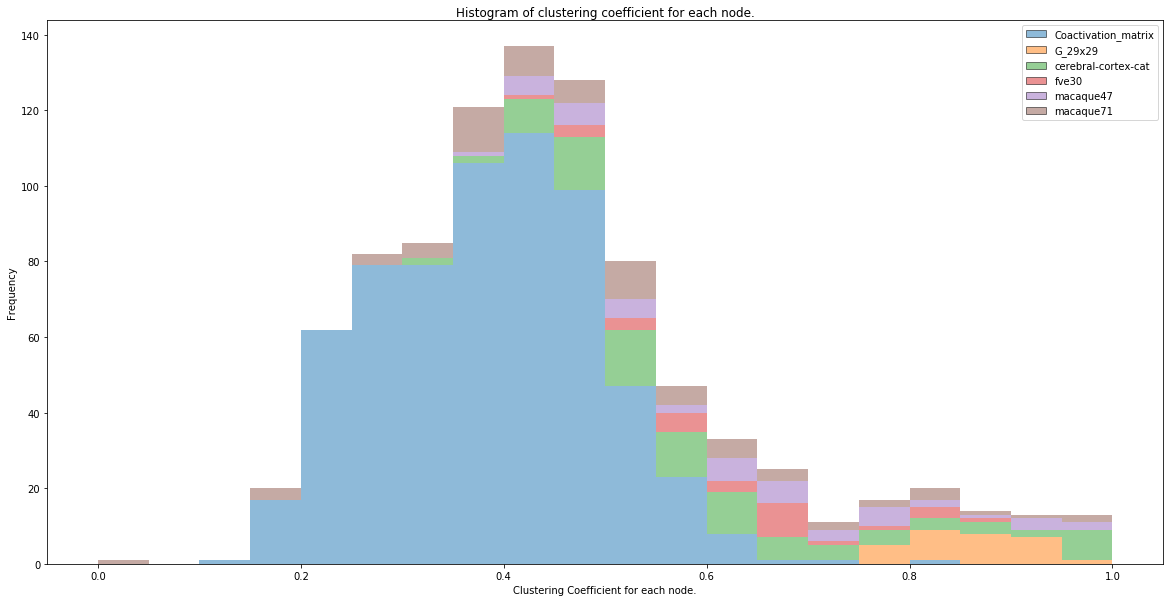 Histogram of clustering coefficient for each node.
140
120
100
80
60
40
20
0
Frequency
Coactivation_matrix
G_29x29
cerebral-cortex-cat
fve30
macaque47
macaque71
0.0 0.2 0.4 0.6 0.8 1.0
Clustering Coefficient for each node.